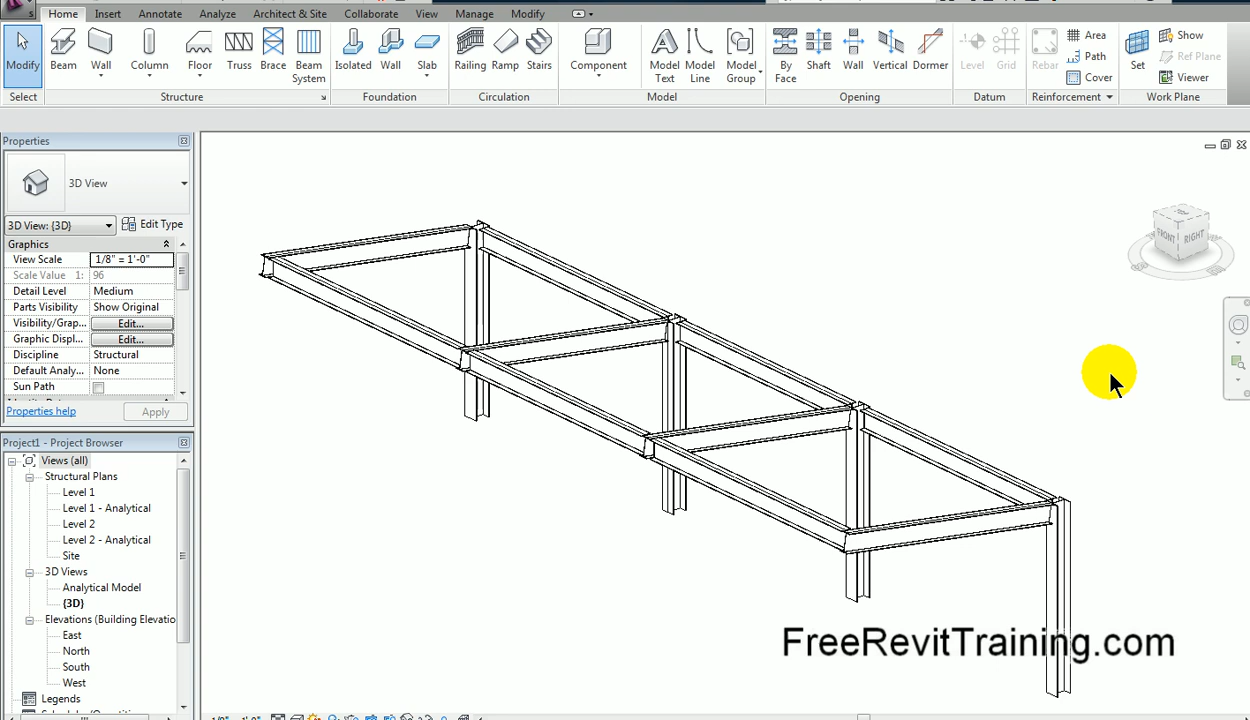 Home Insert Annotate Analyze Architect & Site Collaborate View Manage Modify
Modify Beam Wall Column Floor Truss Brace Beam System Isolated Wall Slab Railing Ramp Stairs Component Model Text Model Line Model Group By Face Shaft Wall Vertical Dormer Level Grid Rebar Area Path Cover Set Show Ref Plane Viewer
Select Structure Foundation Circulation Model Opening Datum Reinforcement Work Plane
Properties
3D View
3D View: {3D} Edit Type
Graphics
View Scale 1/8" = 1'-0"
Scale Value 1: 96
Detail Level Medium
Parts Visibility Show Original
Visibility/Grap... Edit...
Graphic Displ... Edit...
Discipline Structural
Default Analy... None
Sun Path
Properties help Apply
Project1 - Project Browser
Views (all)
Structural Plans
Level 1
Level 1 - Analytical
Level 2
Level 2 - Analytical
Site
3D Views
Analytical Model
{3D}
Elevations (Building Elevatio
East
North
South
West
Legends
FRONT RIGHT
FreeRevitTraining.com